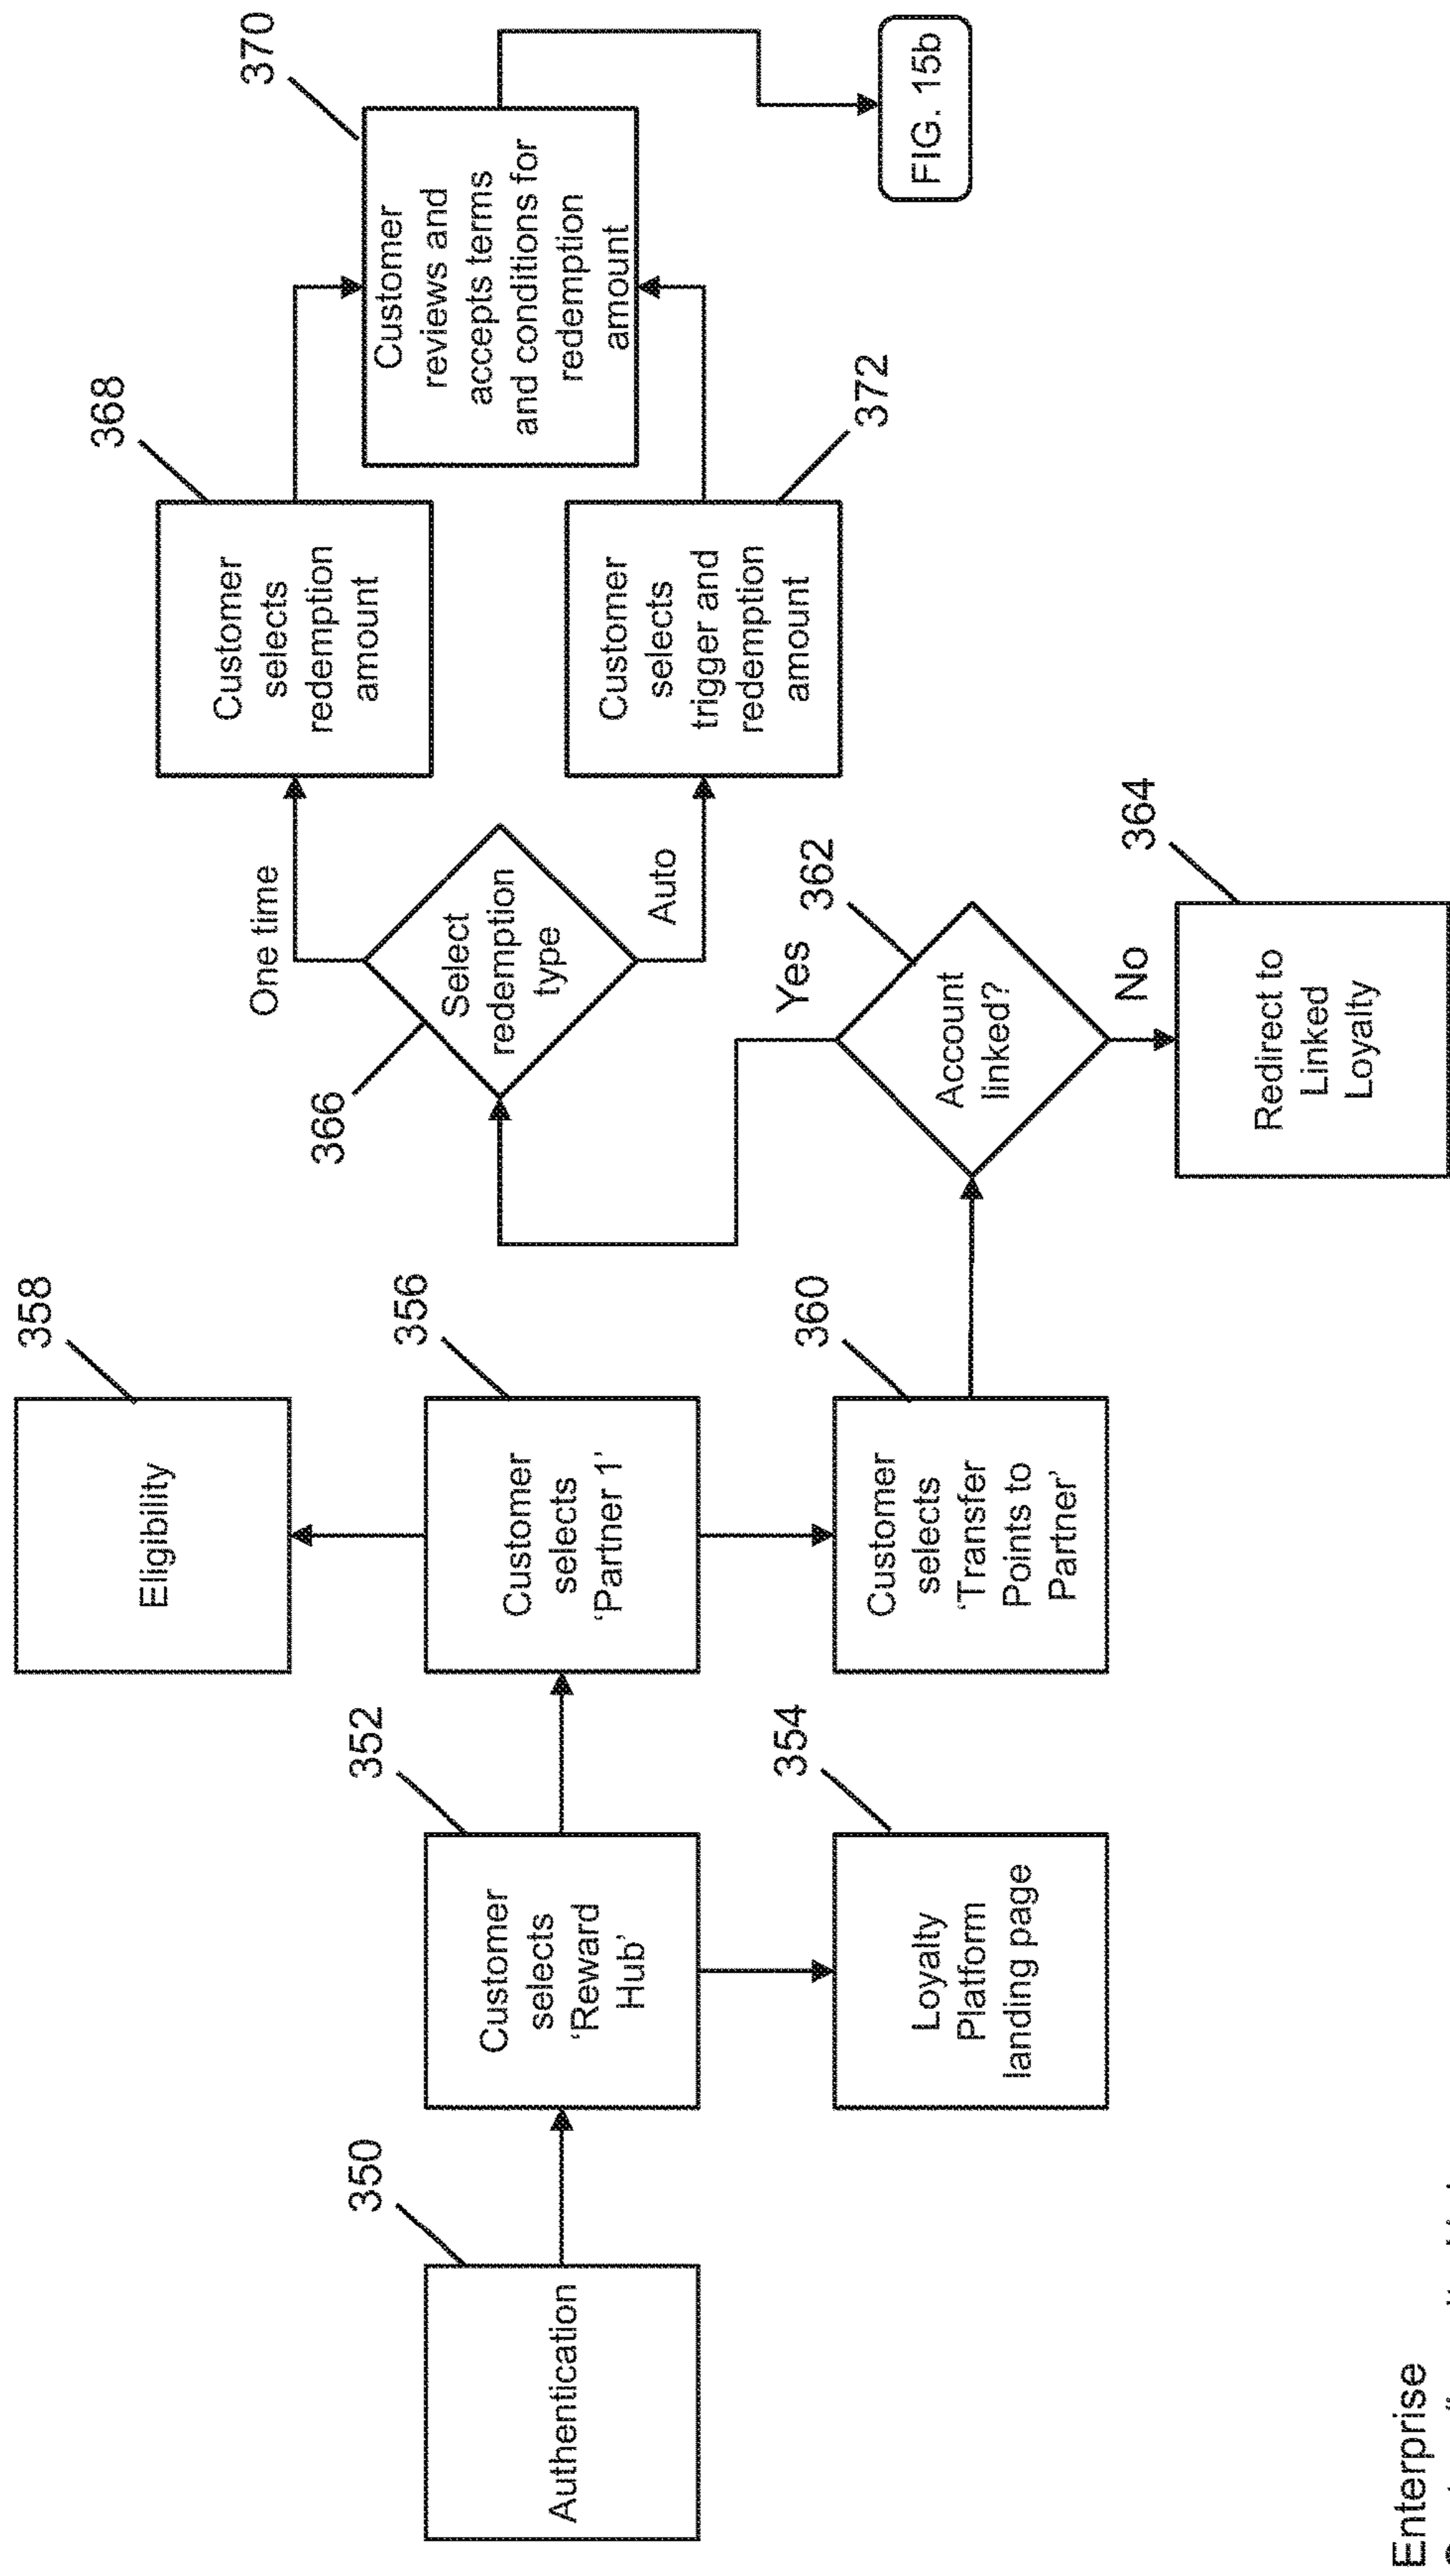 350
Authentication
352
Customer
selects
‘Reward
Hub’
354
Loyalty
Platform
landing page
358
Eligibility
356
Customer
selects
‘Partner 1’
360
Customer
selects
‘Transfer
Points to
Partner’
362
Account
linked?
Yes
No
364
Redirect to
Linked
Loyalty
366
Select
redemption
type
One time
Auto
368
Customer
selects
redemption
amount
372
Customer
selects
trigger and
redemption
amount
370
Customer
reviews and
accepts terms
and conditions for
redemption
amount
FIG. 15b
Enterprise